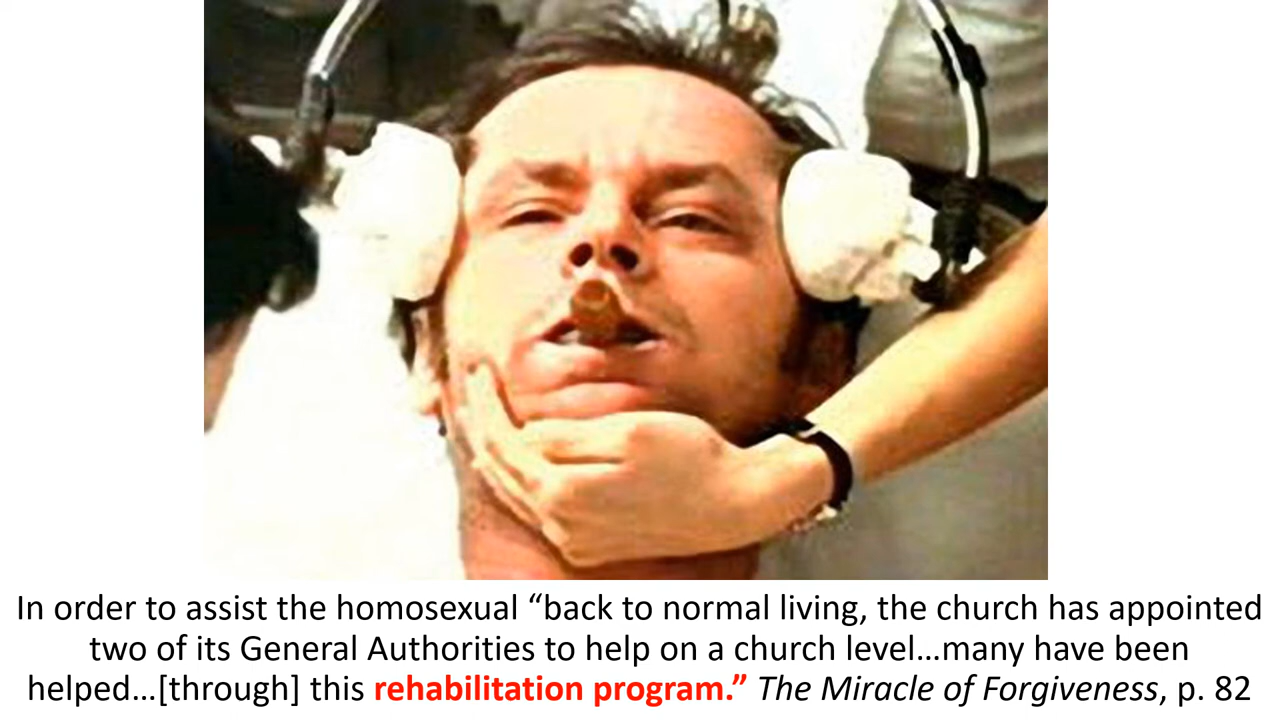 In order to assist the homosexual “back to normal living, the church has appointed
two of its General Authorities to help on a church level…many have been
helped…[through] this rehabilitation program.” The Miracle of Forgiveness, p. 82